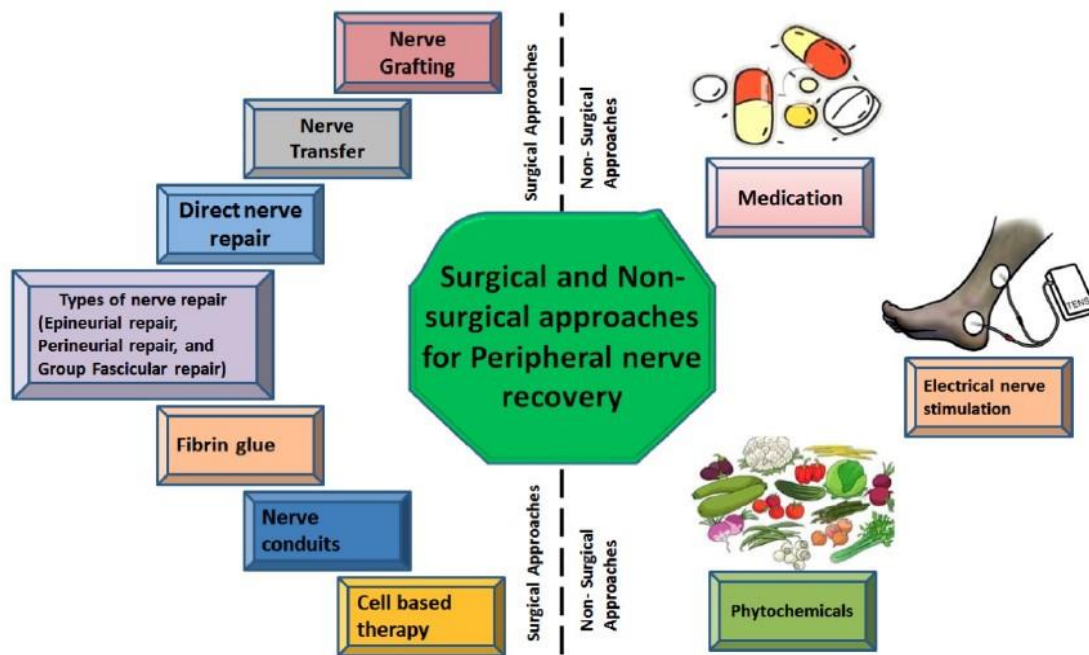 Nerve
Grafting
Nerve
Transfer
Direct nerve
repair
Types of nerve repair
(Epineurial repair,
Perineurial repair, and
Group Fascicular repair)
Fibrin glue
Nerve
conduits
Cell based
therapy
Surgical Approaches
Non- Surgical
Approaches
Surgical and Non-
surgical approaches
for Peripheral nerve
recovery
Surgical Approaches
Non- Surgical
Approaches
Medication
TENS
Electrical nerve
stimulation
Phytochemicals